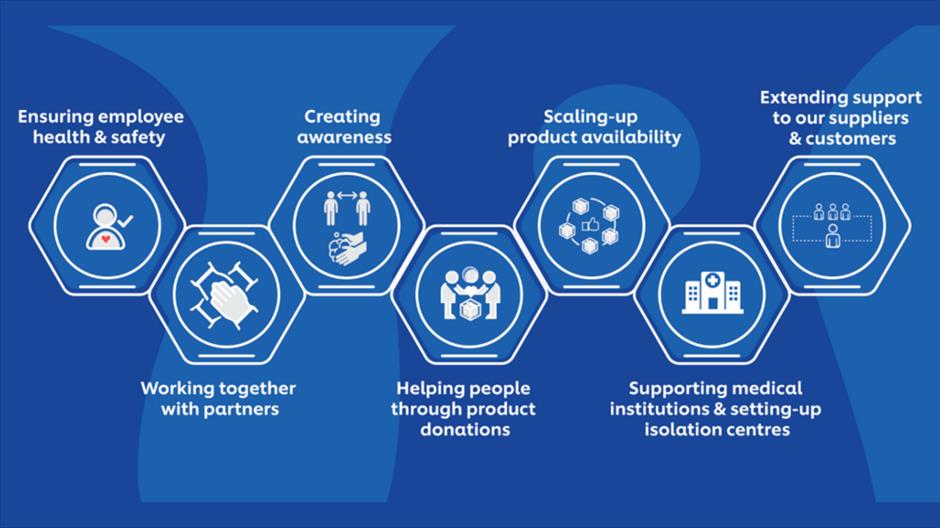 Ensuring employee
health & safety
Working together
with partners
Creating
awareness
Helping people
through product
donations
Scaling-up
product availability
Supporting medical
institutions & setting-up
isolation centres
Extending support
to our suppliers
& customers